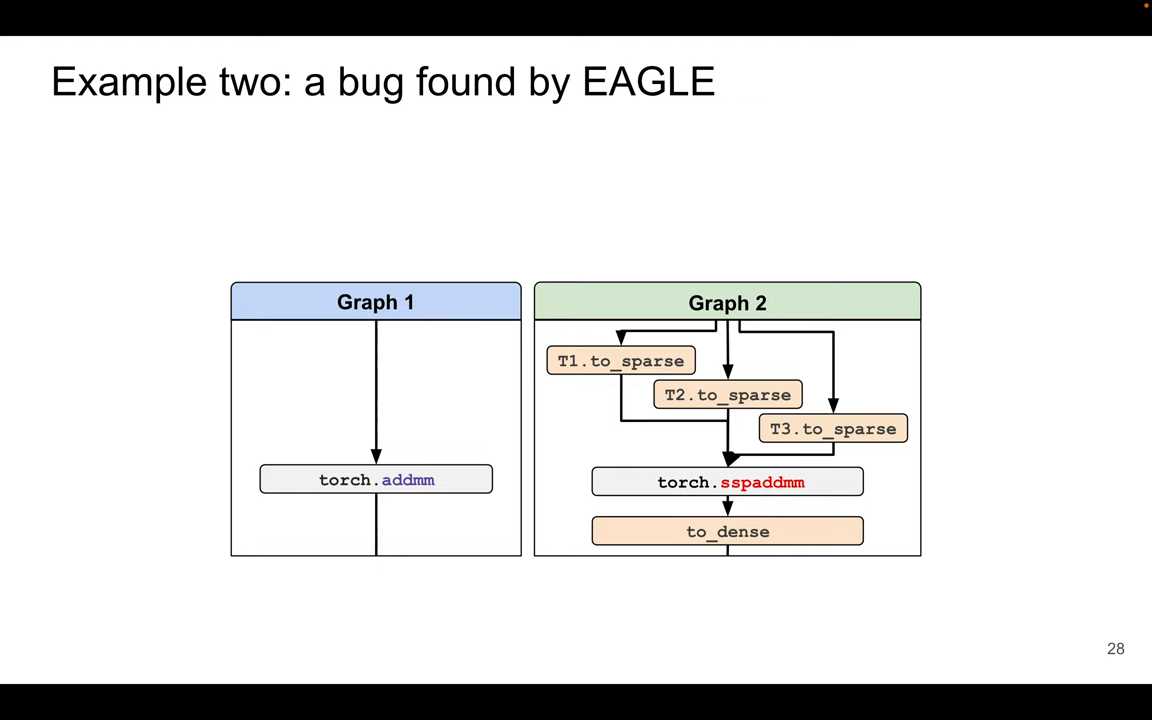 Example two: a bug found by EAGLE
Graph 1
torch.addmm
Graph 2
T1.to_sparse
T2.to_sparse
T3.to_sparse
torch.sspaddmm
to_dense
28